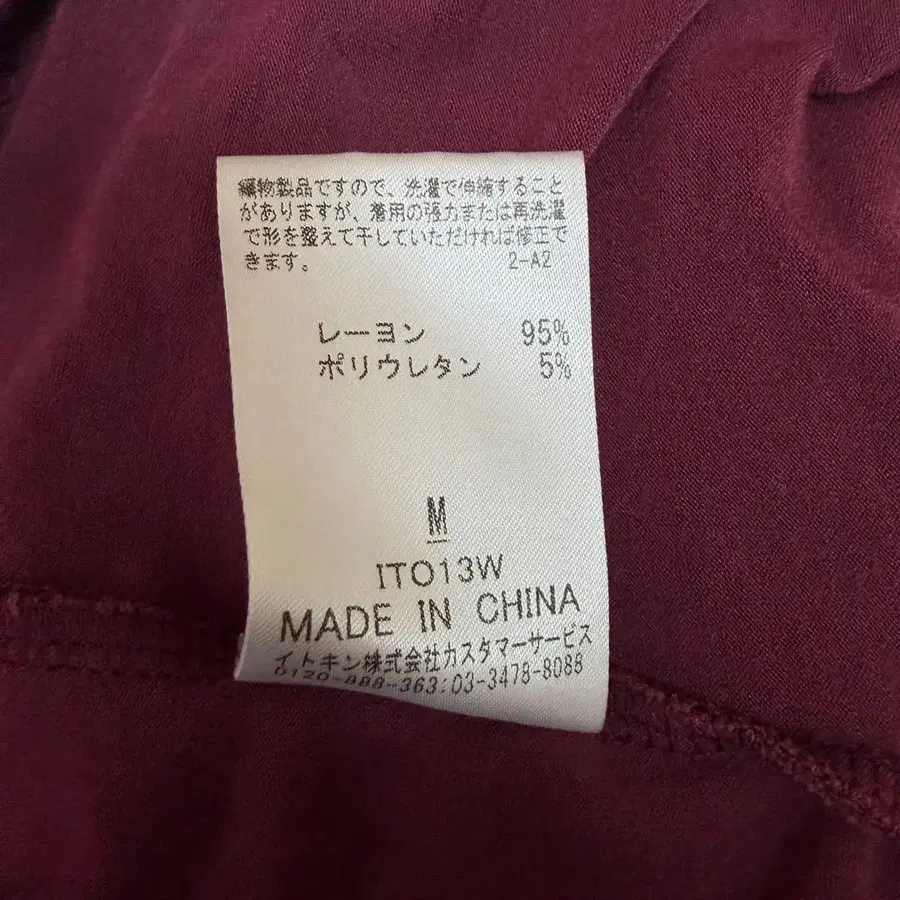 編物製品ですので、洗濯で伸縮すること
がありますが、着用の張力または再洗濯
で形を整えて干していただければ修正で
きます。 2-A2
レーヨン 95%
ポリウレタン 5%
M
IT013W
MADE IN CHINA
イトキン株式会社カスタマーサービス
0120-888-363:03-3478-8088